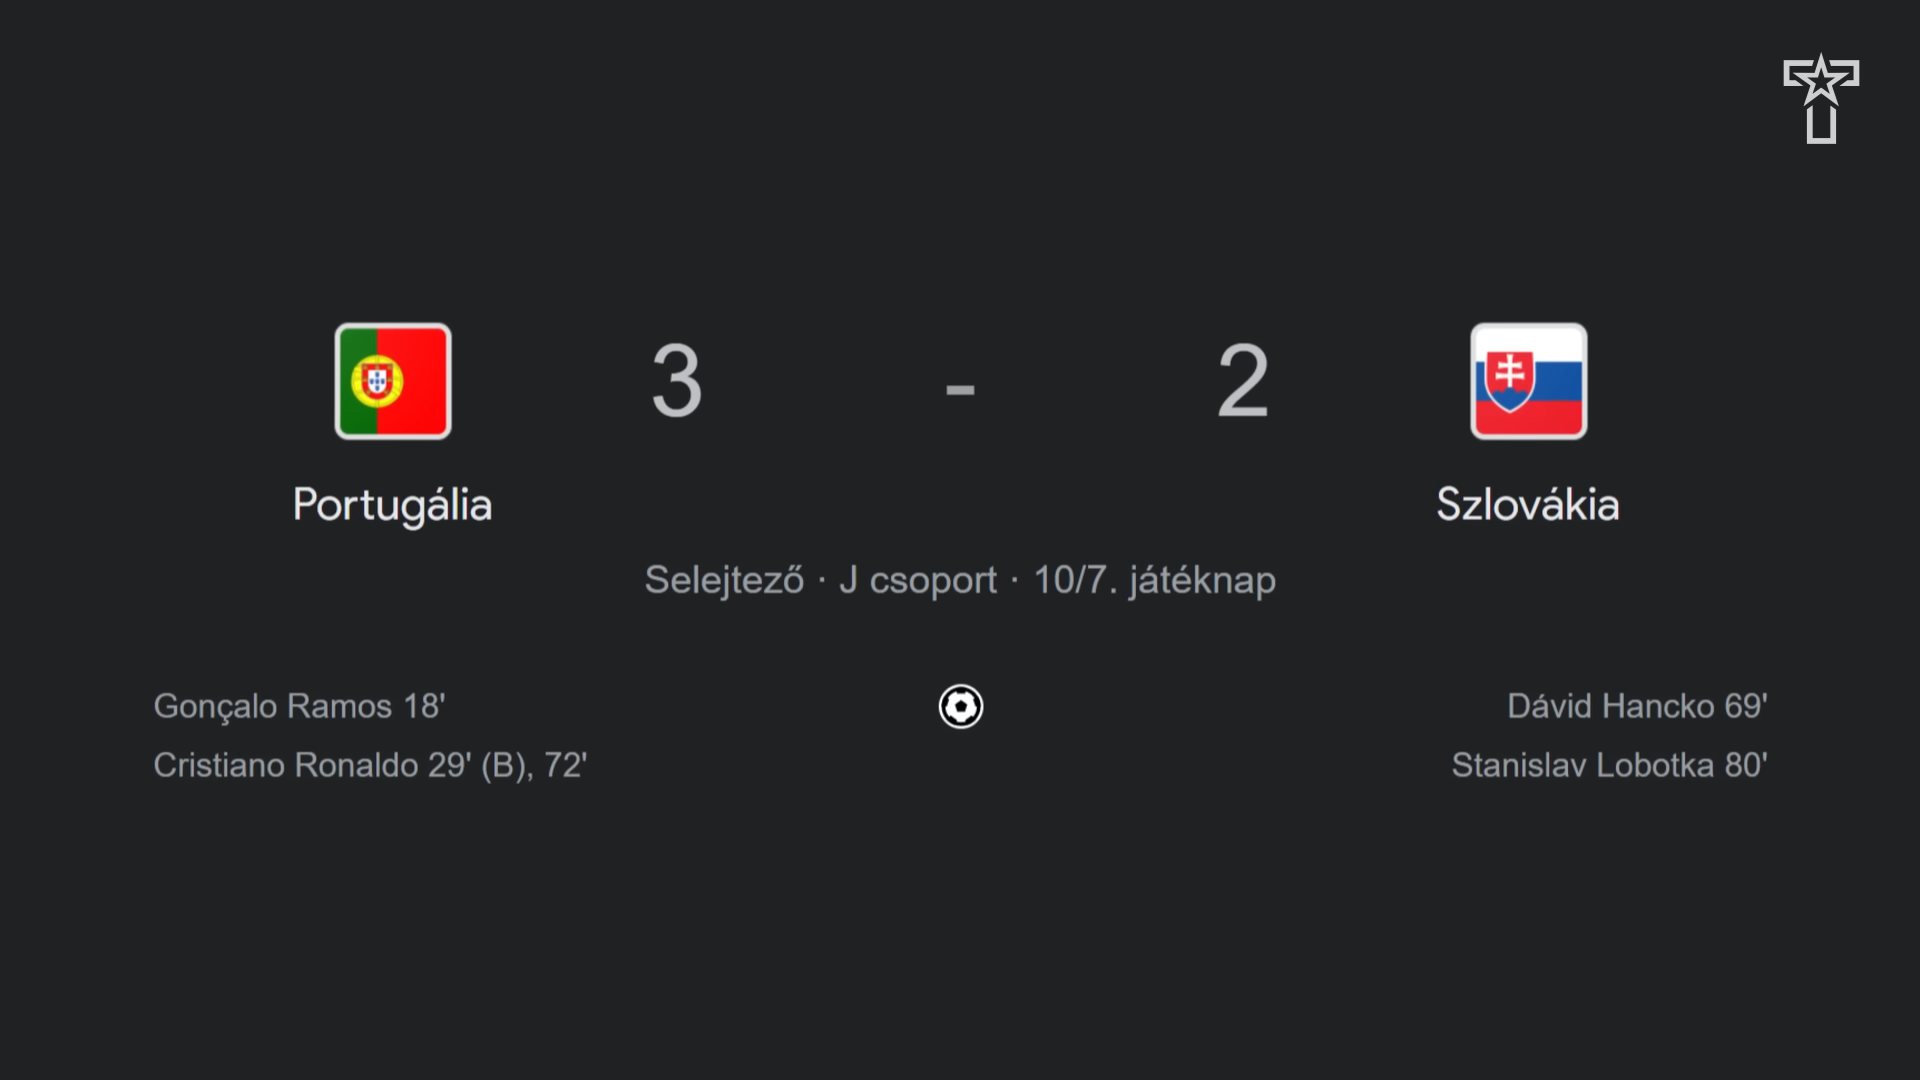 3 - 2
Portugália
Szlovákia
Selejtező · J csoport · 10/7. játéknap
Gonçalo Ramos 18'
Cristiano Ronaldo 29' (B), 72'
Dávid Hancko 69'
Stanislav Lobotka 80'